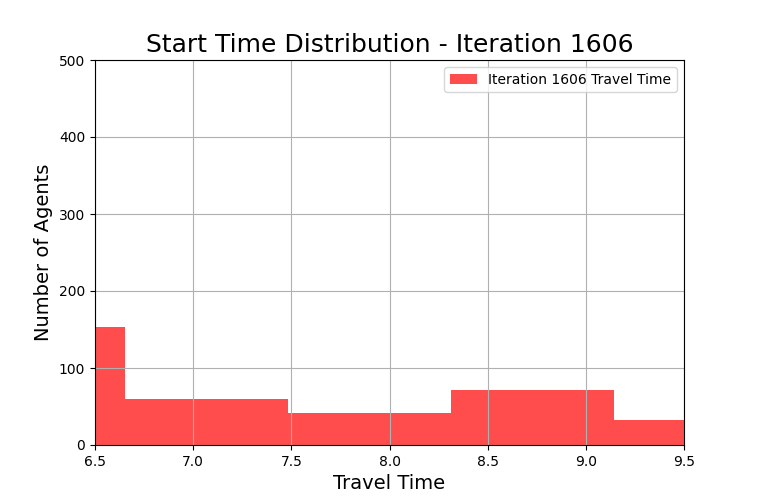 Start Time Distribution - Iteration 1606
Iteration 1606 Travel Time
Number of Agents
500
400
300
200
100
0
6.5 7.0 7.5 8.0 8.5 9.0 9.5
Travel Time